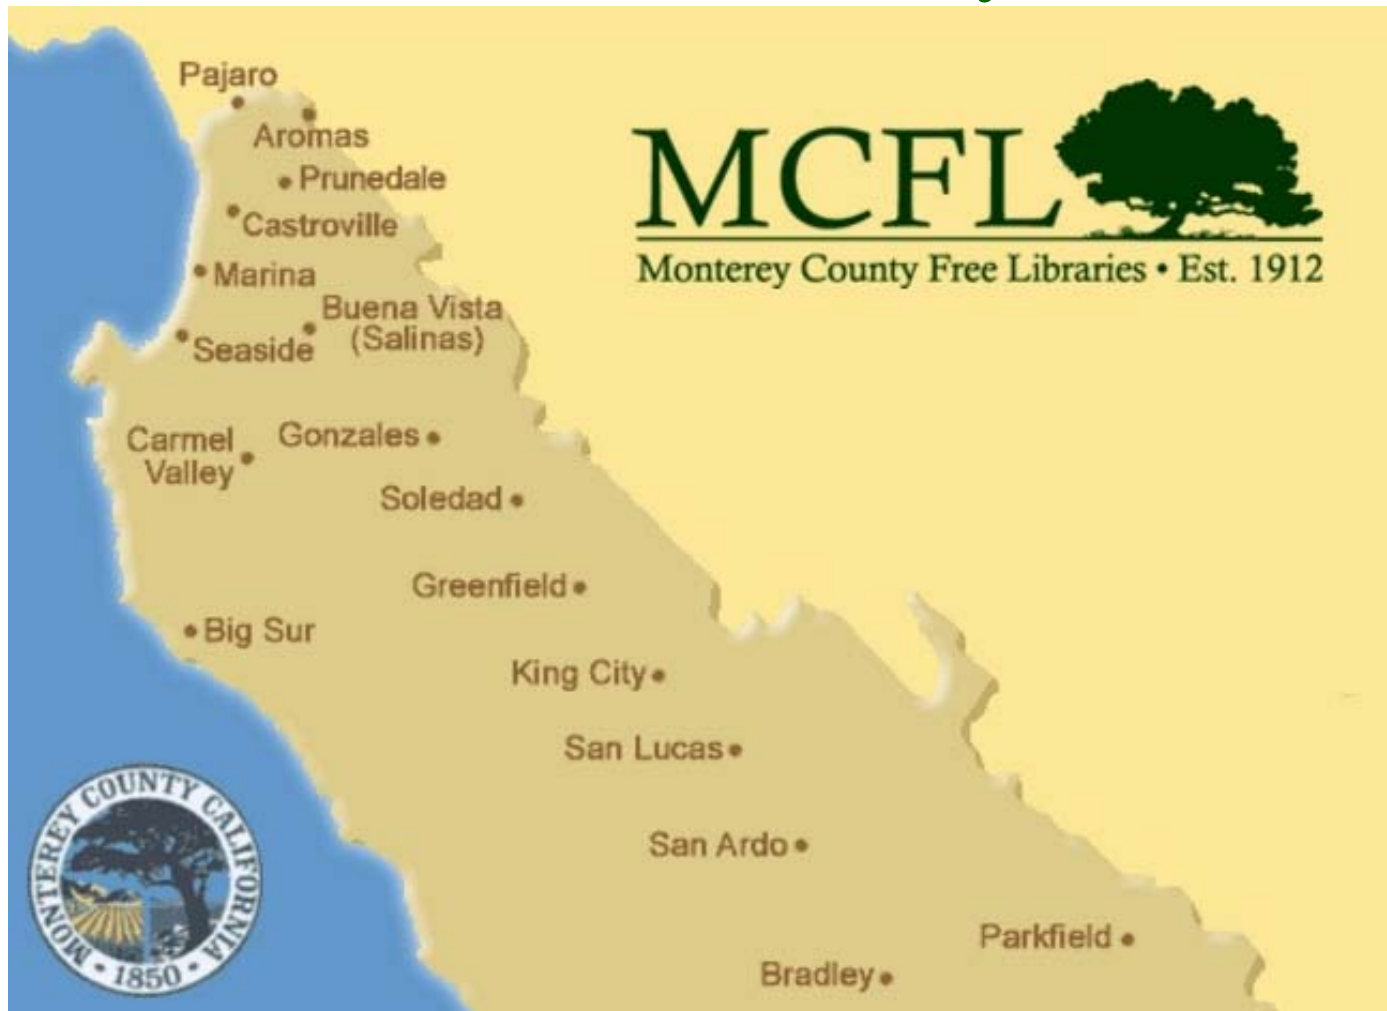 Pajaro
Aromas
Prunedale
Castroville
Marina
Buena Vista
(Salinas)
Seaside
Carmel
Valley
Gonzales
Soledad
Greenfield
Big Sur
King City
San Lucas
San Ardo
Parkfield
Bradley
MCFL
Monterey County Free Libraries • Est. 1912
MONTEREY COUNTY CALIFORNIA
• 1850 •